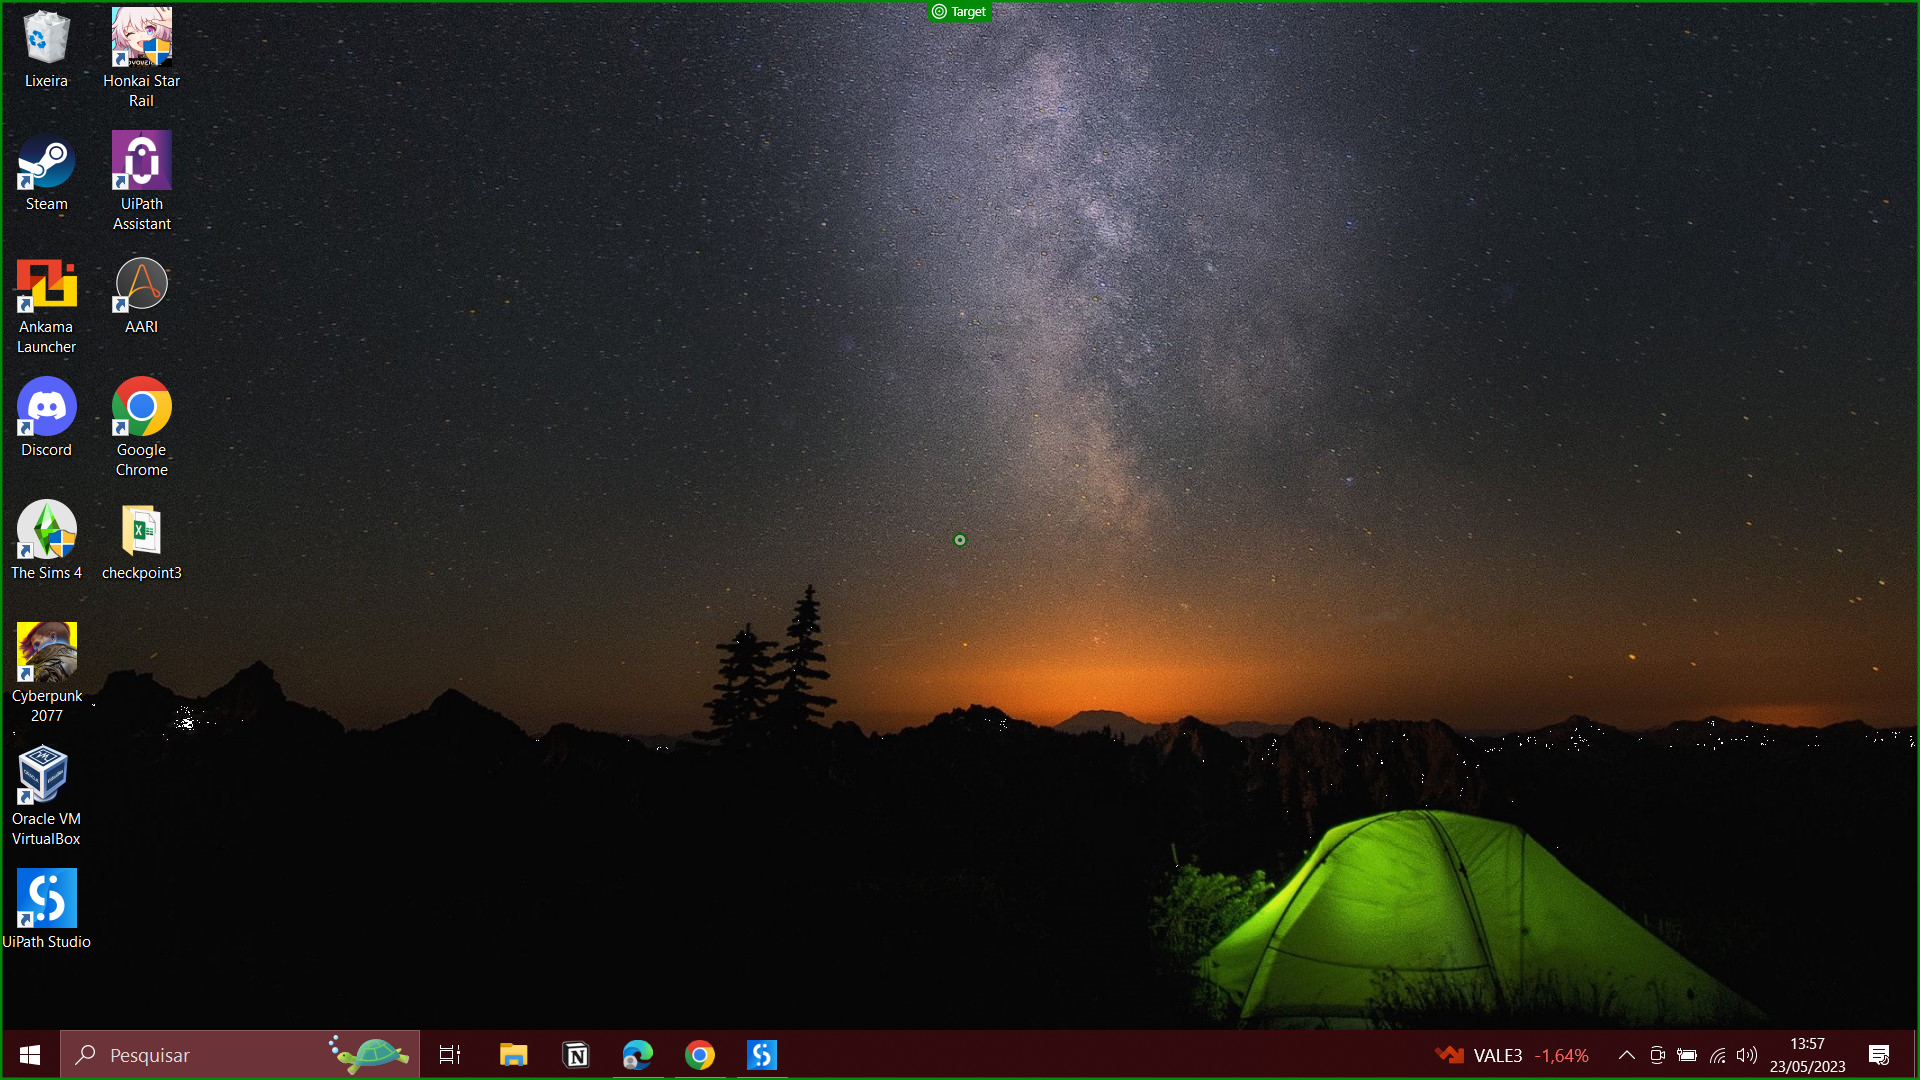 Target
Lixeira
Honkai Star
Rail
Steam
UiPath
Assistant
Ankama
Launcher
AARI
Discord
Google
Chrome
The Sims 4
checkpoint3
Cyberpunk
2077
Oracle VM
VirtualBox
UiPath Studio
Pesquisar
VALE3 -1,64%
13:57
23/05/2023